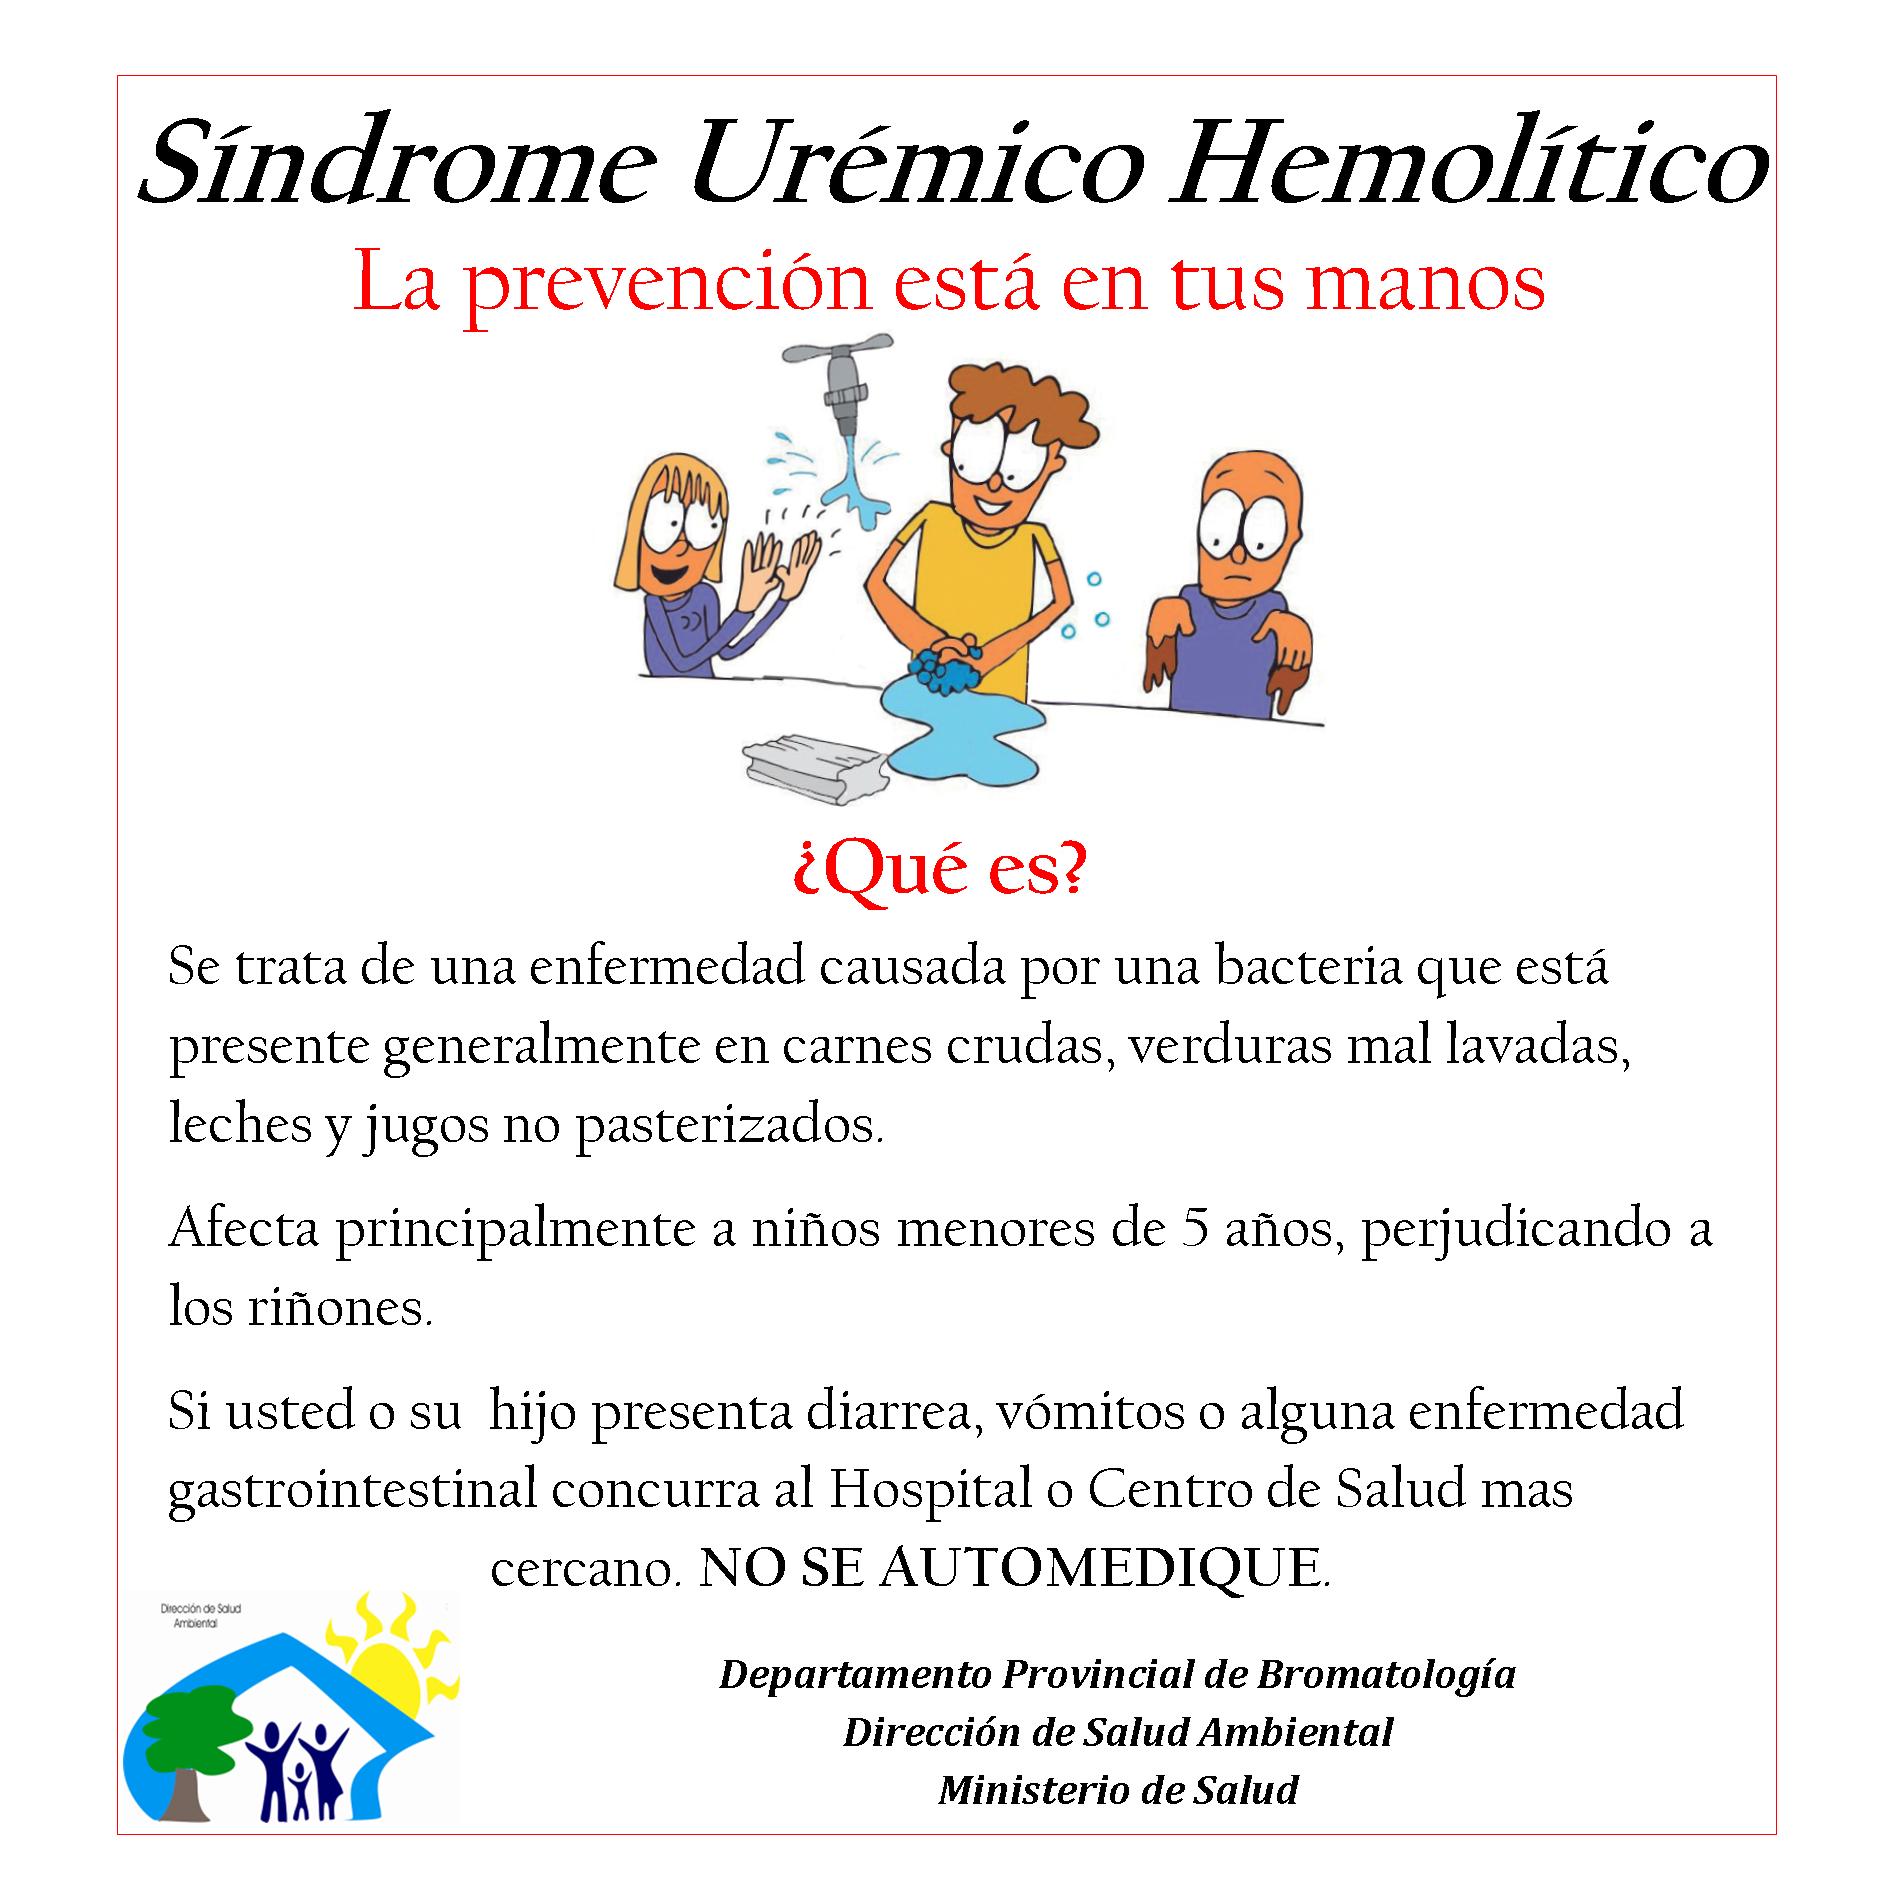 Síndrome Urémico Hemolítico
La prevención está en tus manos
¿Qué es?
Se trata de una enfermedad causada por una bacteria que está
presente generalmente en carnes crudas, verduras mal lavadas,
leches y jugos no pasterizados.
Afecta principalmente a niños menores de 5 años, perjudicando a
los riñones.
Si usted o su hijo presenta diarrea, vómitos o alguna enfermedad
gastrointestinal concurra al Hospital o Centro de Salud mas
cercano. NO SE AUTOMEDIQUE.
Dirección de Salud
Ambiental
Departamento Provincial de Bromatología
Dirección de Salud Ambiental
Ministerio de Salud